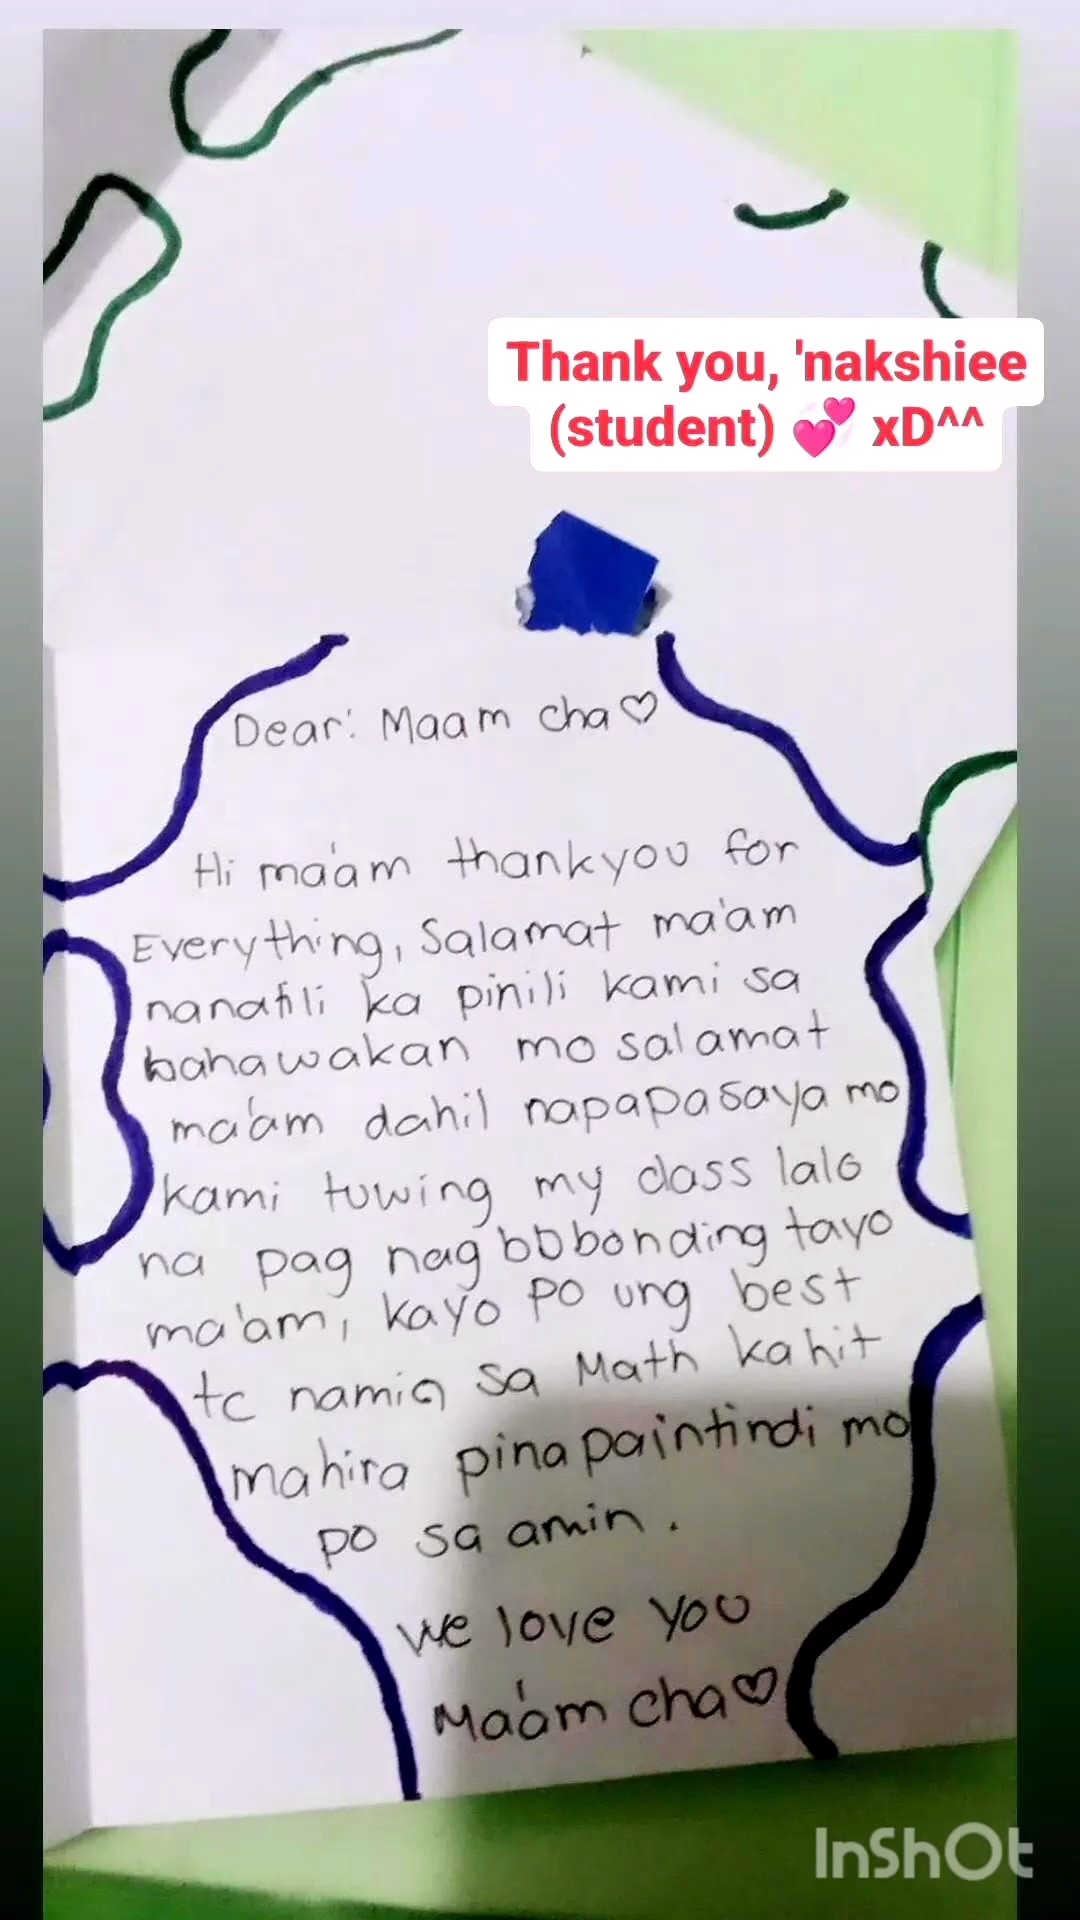 Thank you, 'nakshiee
(student) 💞 xD^^
Dear: Maam cha♡
Hi ma'am thankyou for
Everything, Salamat ma'am
nanatili ka pinili kami sa
bahawakan mo salamat
ma'am dahil napapasaya mo
kami tuwing my class lalo
na pag nag bbbonding tayo
ma'am, kayo po ung best
tc namin sa Math kahit
mahira pinapaintindi mo
po sa amin.
We love you
Ma'am cha♡
InShOt